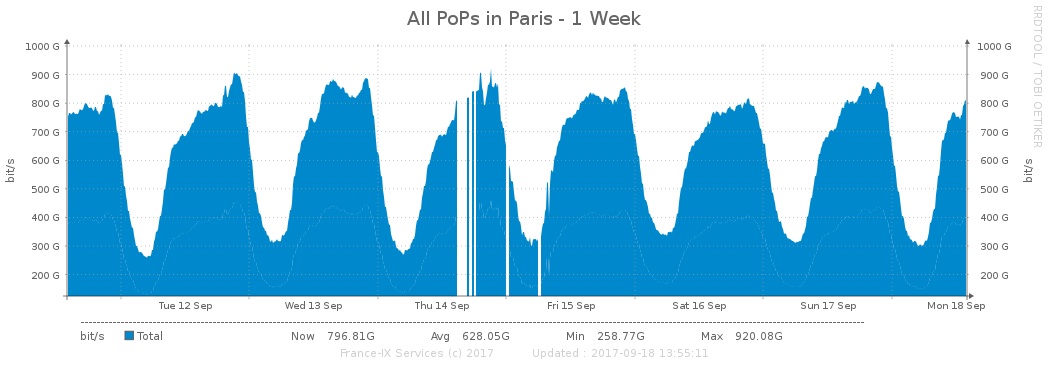 All PoPs in Paris - 1 Week
RRDTOOL / TOBI OETIKER
1000 G 1000 G
900 G 900 G
800 G 800 G
700 G 700 G
600 G 600 G
500 G 500 G
400 G 400 G
300 G 300 G
200 G 200 G
bit/s bit/s
Tue 12 Sep Wed 13 Sep Thu 14 Sep Fri 15 Sep Sat 16 Sep Sun 17 Sep Mon 18 Sep
bit/s Total Now 796.81G Avg 628.05G Min 258.77G Max 920.08G
France-IX Services (c) 2017 Updated : 2017-09-18 13:55:11